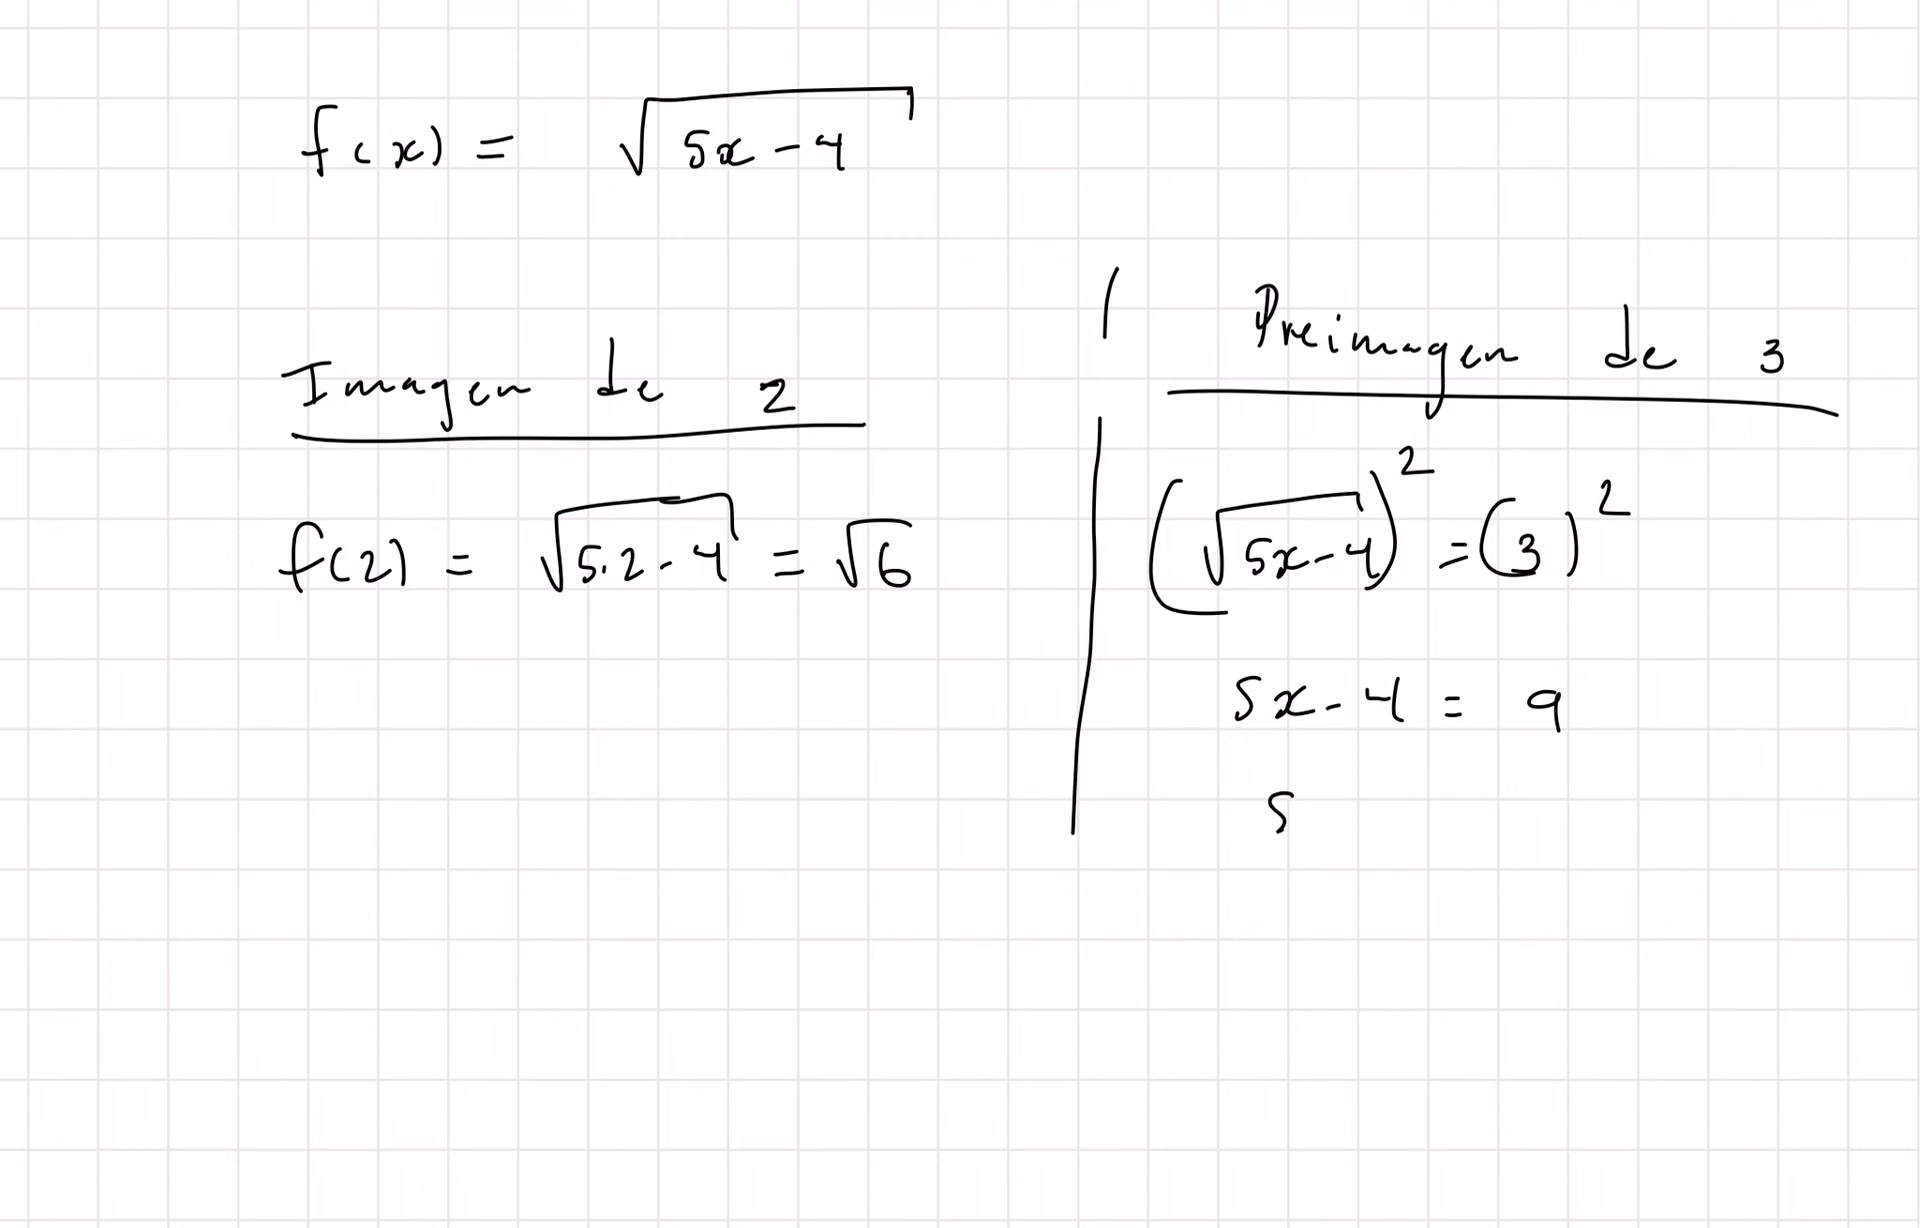 f(x) = √5x-4
Imagen de 2
f(2) = √5.2-4 = √6
Preimagen de 3
(√5x-4)² = (3)²
5x-4 = 9
5